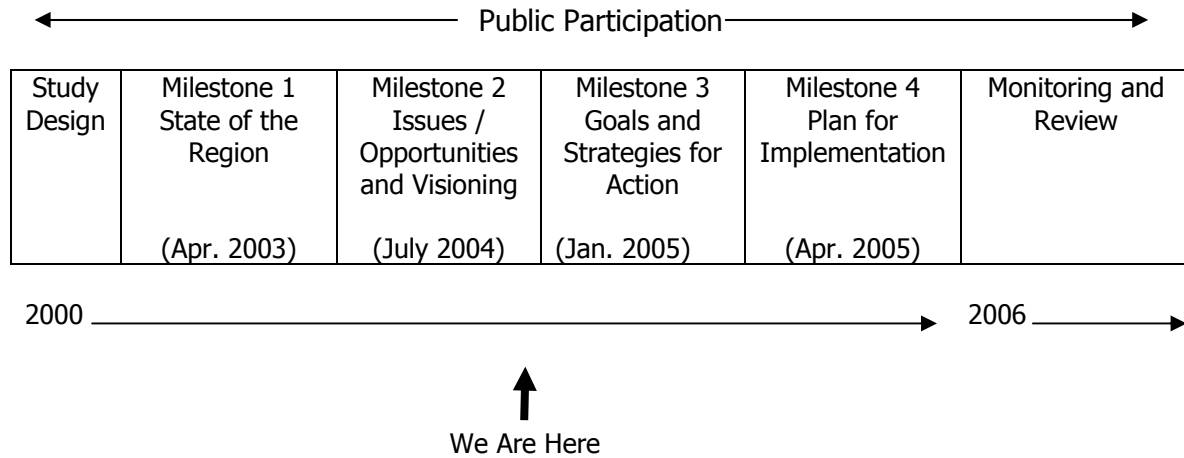 Public Participation
Study
Design
Milestone 1
State of the
Region
(Apr. 2003)
Milestone 2
Issues /
Opportunities
and Visioning
(July 2004)
Milestone 3
Goals and
Strategies for
Action
(Jan. 2005)
Milestone 4
Plan for
Implementation
(Apr. 2005)
Monitoring and
Review
2000
2006
We Are Here